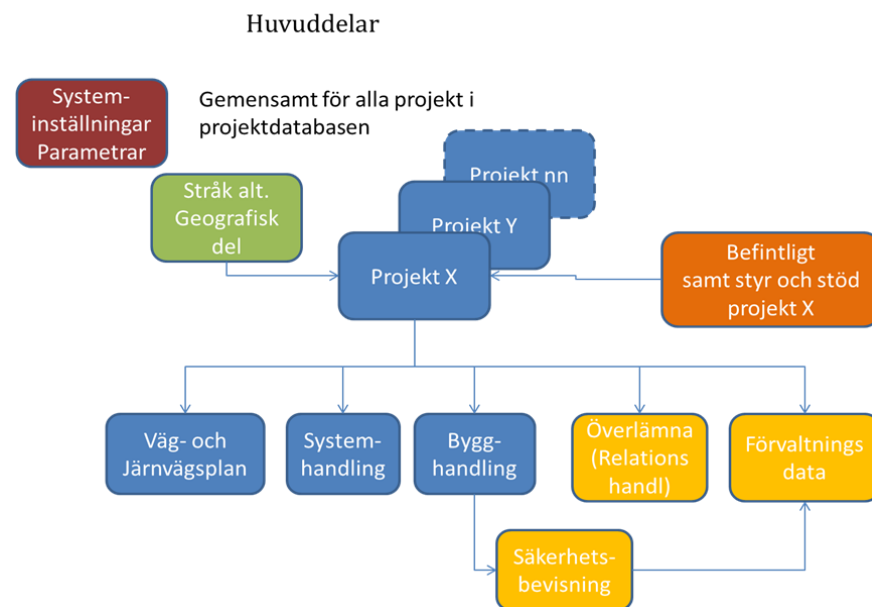 Huvuddelar
System-
inställningar
Parametrar
Gemensamt för alla projekt i
projektdatabasen
Projekt nn
Stråk alt.
Geografisk
del
Projekt Y
Projekt X
Befintligt
samt styr och stöd
projekt X
Väg- och
Järnvägsplan
System-
handling
Bygg-
handling
Överlämna
(Relations
handl)
Förvaltnings
data
Säkerhets-
bevisning